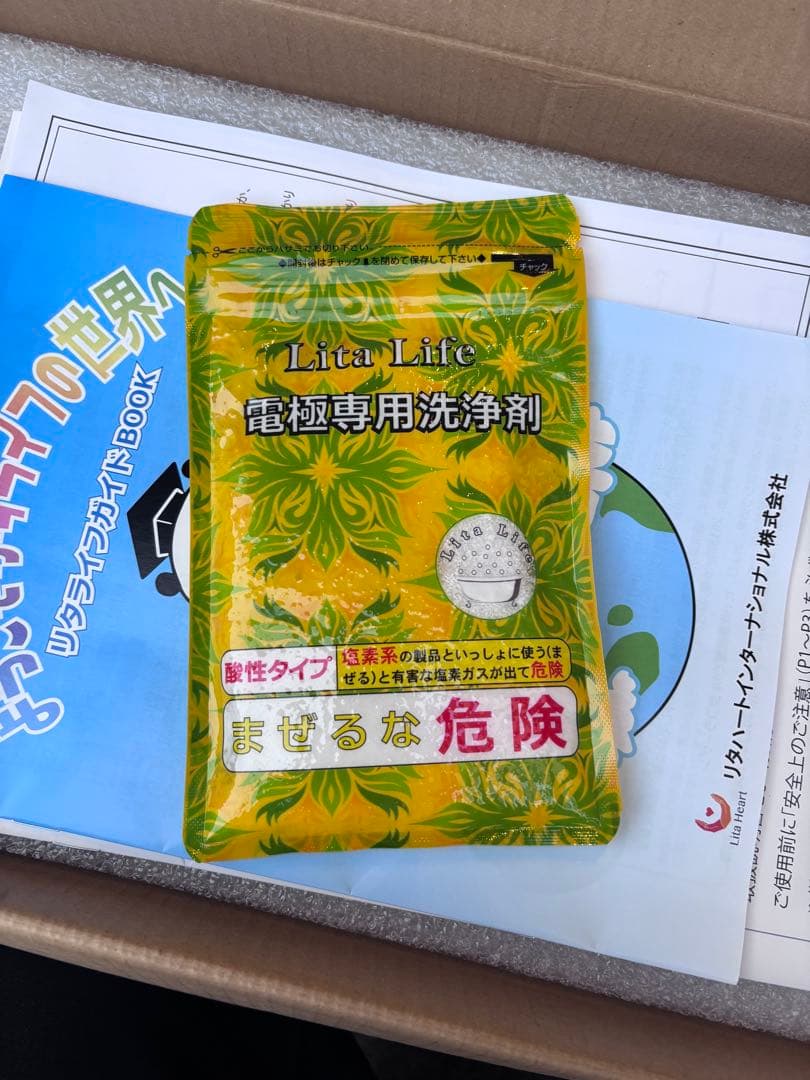 ここからハサミでお切り下さい。
◆開封後はチャックを閉めて保存して下さい◆
チャック
Lita Life
電極専用洗浄剤
Lita Life
酸性タイプ
塩素系の製品といっしょに使う(ま
ぜる)と有害な塩素ガスが出て危険
まぜるな危険
ようこそリタライフの世界へ
リタライフガイドBOOK
リタハートインターナショナル株式会社
Lita Heart
ご使用前に「安全上のご注意」(P1~P3)を